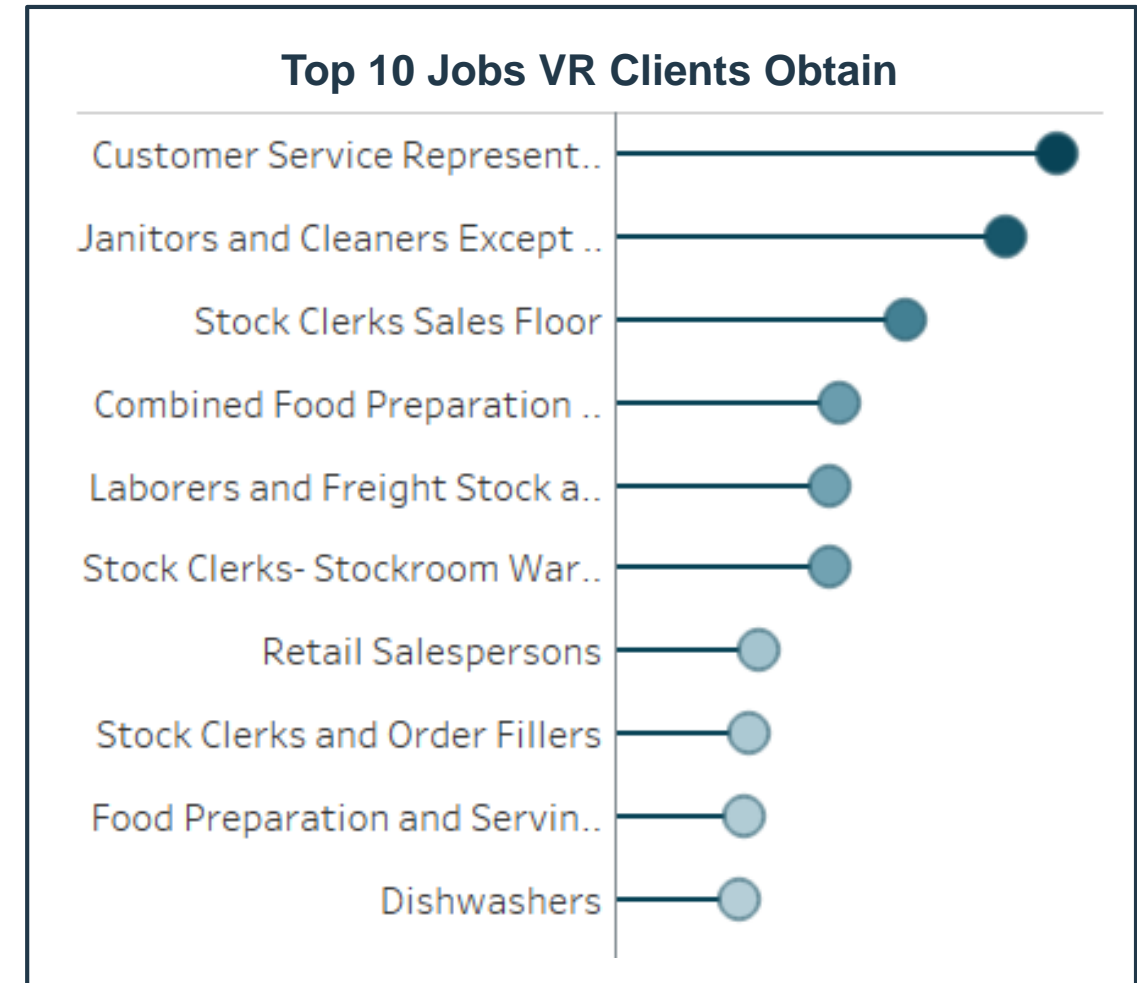 Top 10 Jobs VR Clients Obtain
Customer Service Represent..
Janitors and Cleaners Except ..
Stock Clerks Sales Floor
Combined Food Preparation ..
Laborers and Freight Stock a..
Stock Clerks- Stockroom War..
Retail Salespersons
Stock Clerks and Order Fillers
Food Preparation and Servin..
Dishwashers